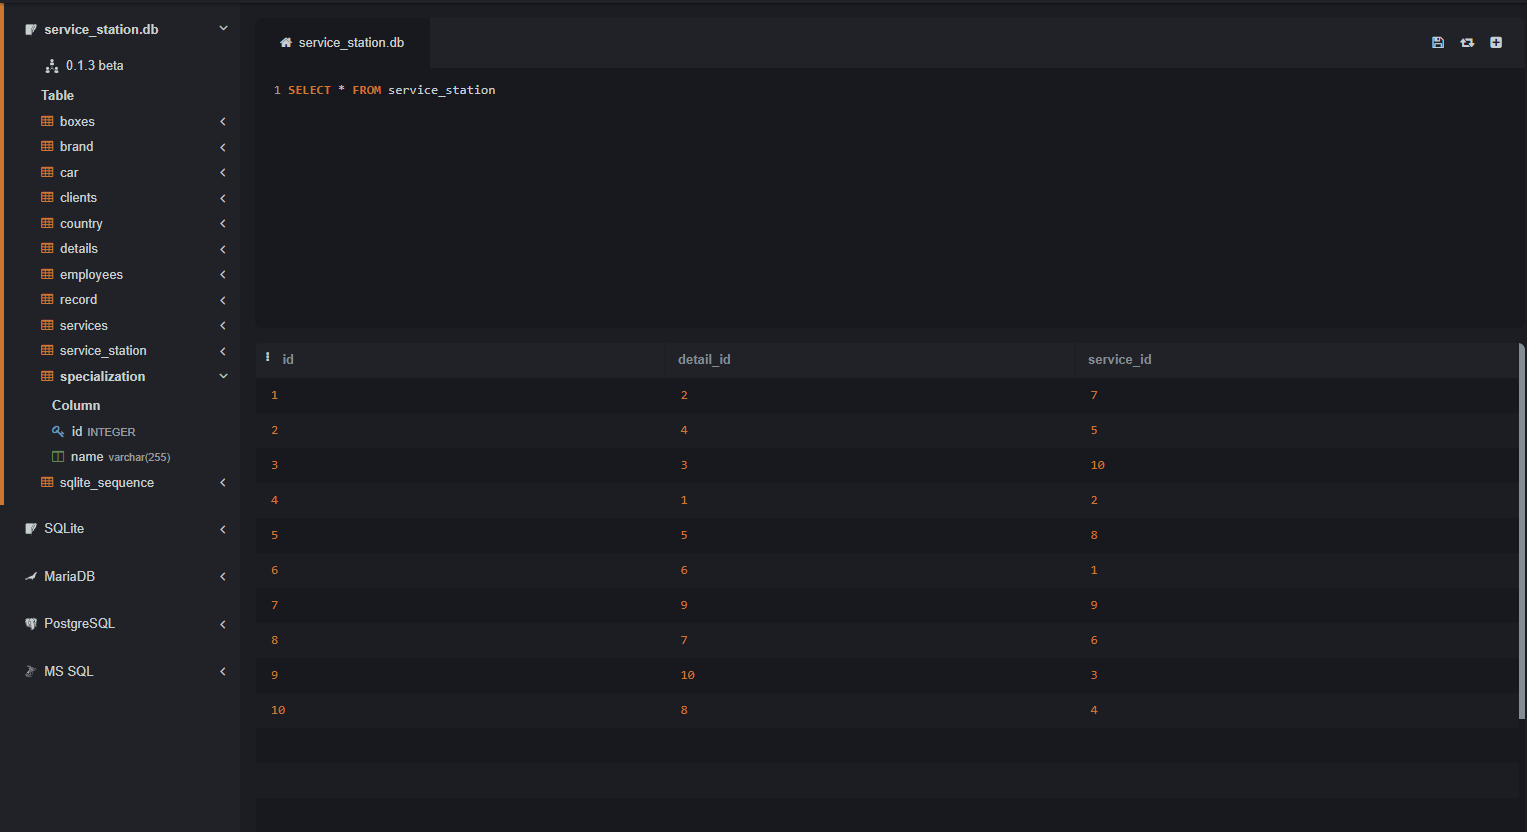 service_station.db
0.1.3 beta
Table
boxes
brand
car
clients
country
details
employees
record
services
service_station
specialization
Column
id INTEGER
name varchar(255)
sqlite_sequence
SQLite
MariaDB
PostgreSQL
MS SQL
service_station.db
1 SELECT * FROM service_station
id detail_id service_id
1 2 7
2 4 5
3 3 10
4 1 2
5 5 8
6 6 1
7 9 9
8 7 6
9 10 3
10 8 4